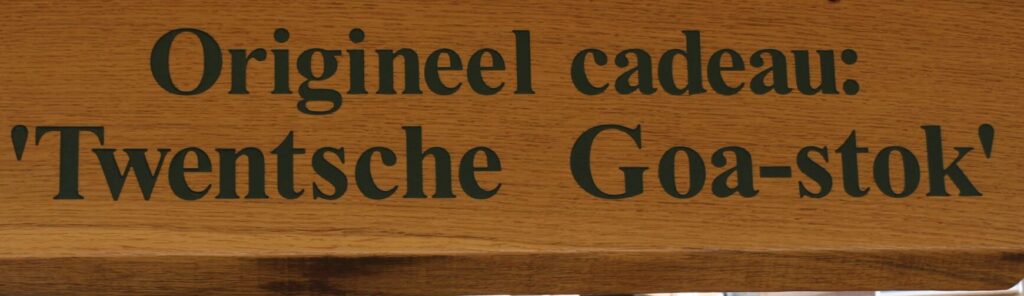 Origineel cadeau:
'Twentsche Goa-stok'